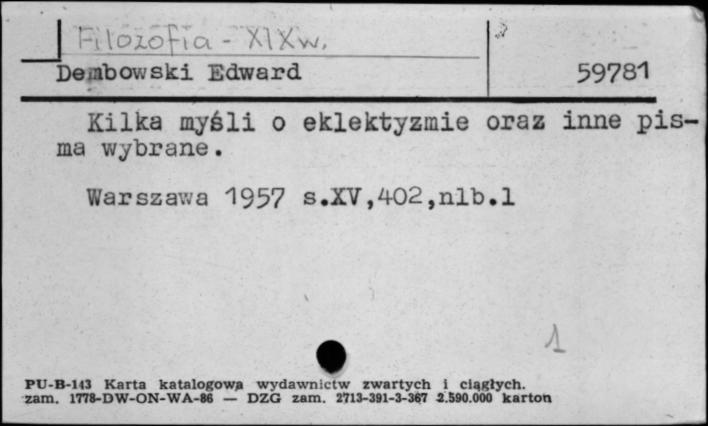 Filozofia - XIXw.
Dembowski Edward 59781
Kilka myśli o eklektyzmie oraz inne pis-
ma wybrane.
Warszawa 1957 s.XV,402,nlb.1
1
PU-B-143 Karta katalogowa wydawnictw zwartych i ciągłych.
zam. 1778-DW-ON-WA-86 — DZG zam. 2713-391-3-367 2.590.000 karton